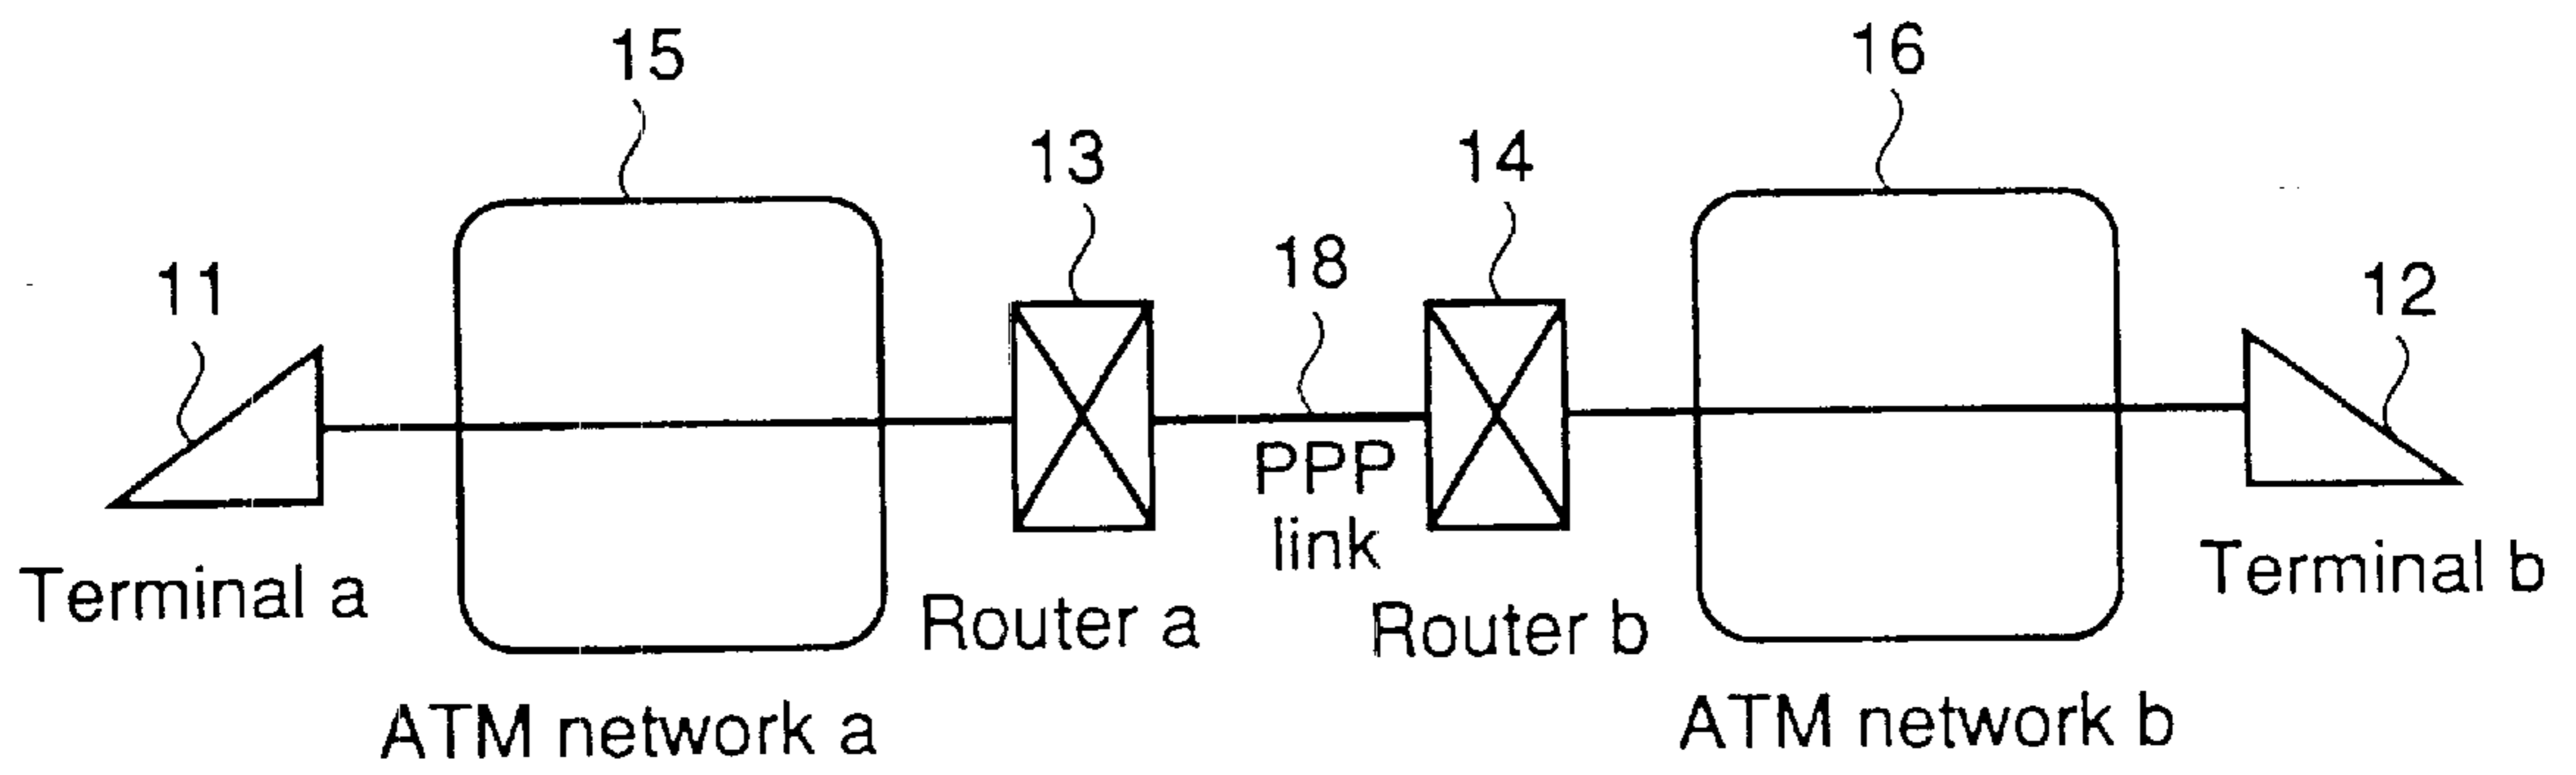 15
16
13
14
18
11
12
PPP
link
Terminal a
Router a
Router b
Terminal b
ATM network a
ATM network b